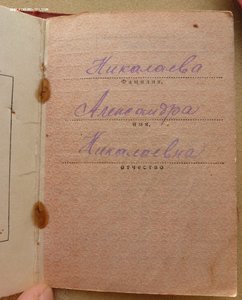 Николаева
Фамилия,
Александра
имя,
Николаевна
отчество